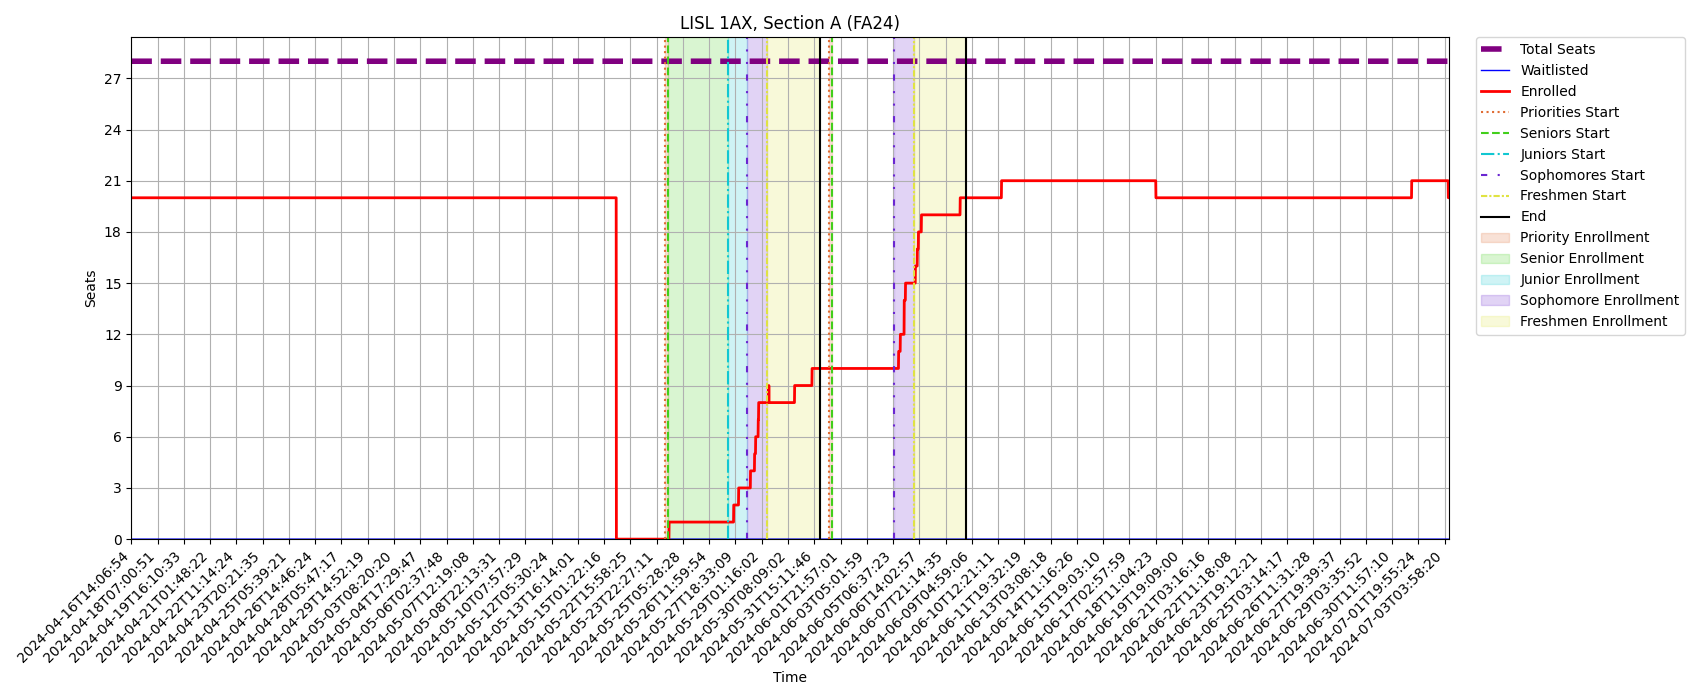 LISL 1AX, Section A (FA24)
Total Seats
Waitlisted
Enrolled
Priorities Start
Seniors Start
Juniors Start
Sophomores Start
Freshmen Start
End
Priority Enrollment
Senior Enrollment
Junior Enrollment
Sophomore Enrollment
Freshmen Enrollment
Seats
27
24
21
18
15
12
9
6
3
0
2024-04-16T14:06:54
2024-04-18T07:00:51
2024-04-19T16:10:33
2024-04-21T01:48:22
2024-04-22T11:14:24
2024-04-23T20:21:35
2024-04-25T05:39:21
2024-04-26T14:46:24
2024-04-28T05:47:17
2024-04-29T14:52:19
2024-05-03T08:20:20
2024-05-04T17:29:47
2024-05-07T12:37:48
2024-05-08T12:19:08
2024-05-08T22:13:31
2024-05-10T07:57:29
2024-05-12T05:30:24
2024-05-13T16:14:01
2024-05-15T01:22:16
2024-05-22T15:58:25
2024-05-23T22:27:11
2024-05-25T05:28:28
2024-05-26T11:59:54
2024-05-27T18:33:09
2024-05-29T01:16:02
2024-05-30T08:09:02
2024-05-31T15:11:46
2024-06-01T21:57:01
2024-06-03T05:01:59
2024-06-05T06:37:23
2024-06-06T14:02:57
2024-06-07T21:14:35
2024-06-09T04:59:06
2024-06-10T12:21:11
2024-06-11T19:32:19
2024-06-13T03:08:18
2024-06-14T11:16:26
2024-06-15T19:03:10
2024-06-17T02:57:59
2024-06-18T11:04:23
2024-06-19T19:09:00
2024-06-21T03:16:16
2024-06-22T11:18:08
2024-06-23T19:12:21
2024-06-25T03:14:17
2024-06-26T11:31:28
2024-06-27T19:39:37
2024-06-29T03:35:52
2024-06-30T11:57:10
2024-07-01T19:55:24
2024-07-03T03:58:20
Time